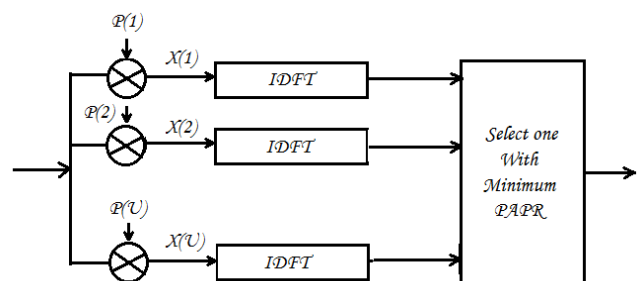 P(1)
X(1)
IDFT
P(2)
X(2)
IDFT
Select one
With
Minimum
PAPR
P(U)
X(U)
IDFT